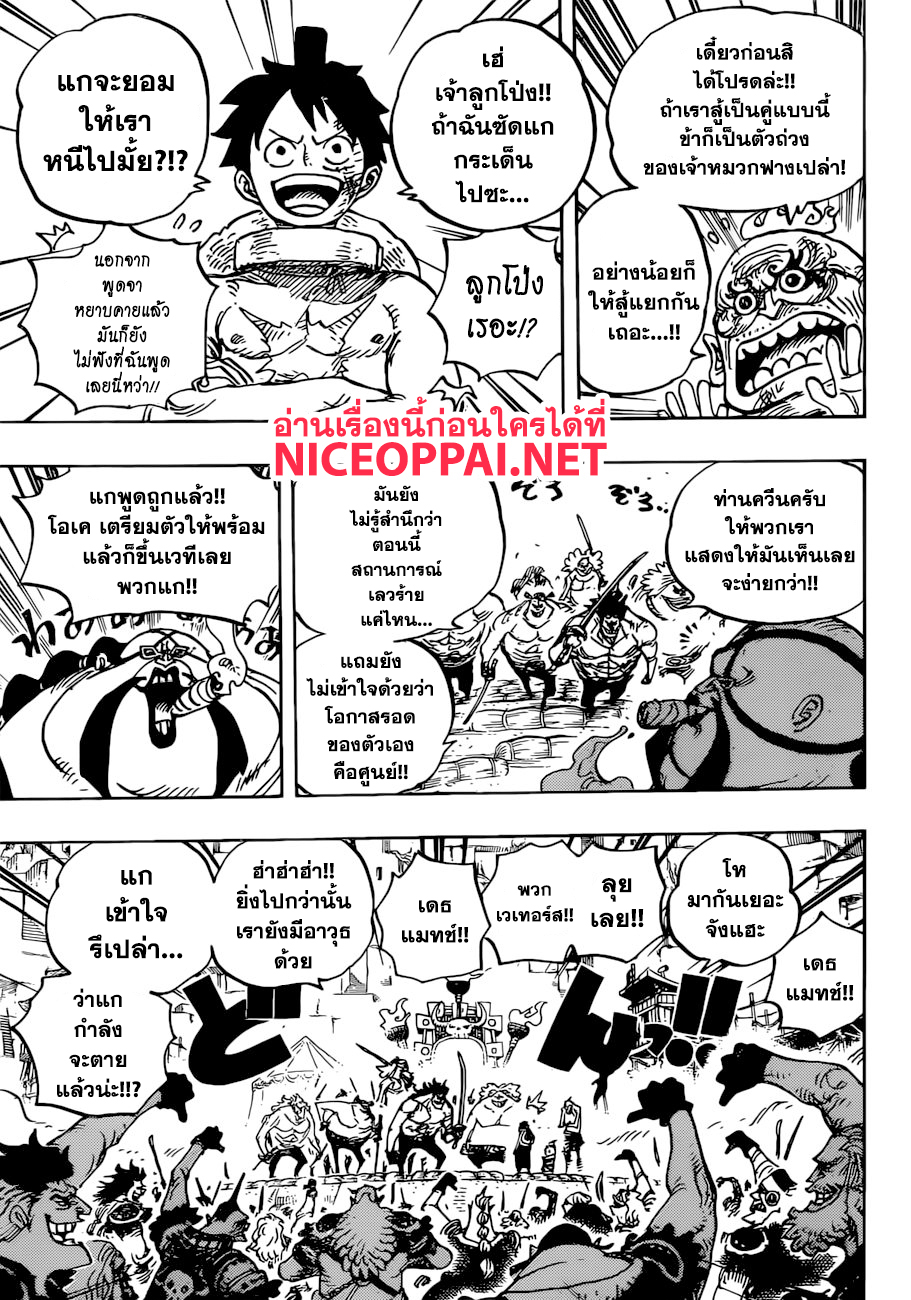 เดี๋ยวก่อนสิ
ได้โปรดล่ะ!!
ถ้าเราสู้เป็นคู่แบบนี้
ข้าก็เป็นตัวถ่วง
ของเจ้าหมวกฟางเปล่า!
อย่างน้อยก็
ให้สู้แยกกัน
เถอะ...!!
เฮ่
เจ้าลูกโป่ง!!
ถ้าฉันซัดแก
กระเด็น
ไปซะ...
แกจะยอม
ให้เรา
หนีไปมั้ย?!?
ลูกโป่ง
เรอะ!?
นอกจาก
พูดจา
หยาบคายแล้ว
มันก็ยัง
ไม่ฟังที่ฉันพูด
เลยนี่หว่า!!
อ่านเรื่องนี้ก่อนใครได้ที่
NICEOPPAI.NET
ท่านควีนครับ
ให้พวกเรา
แสดงให้มันเห็นเลย
จะง่ายกว่า!!
ぞろ
ぞろ..
มันยัง
ไม่รู้สำนึกว่า
ตอนนี้
สถานการณ์
เลวร้าย
แค่ไหน...
แถมยัง
ไม่เข้าใจด้วยว่า
โอกาสรอด
ของตัวเอง
คือศูนย์!!
แกพูดถูกแล้ว!!
โอเค เตรียมตัวให้พร้อม
แล้วก็ขึ้นเวทีเลย
พวกแก!!
โห
มากันเยอะ
จังแฮะ
เดธ
แมทช์!!
ลุย
เลย!!
พวก
เวเทอร์ส!!
เดธ
แมทช์!!
ฮ่าฮ่าฮ่า!!
ยิ่งไปกว่านั้น
เรายังมีอาวุธ
ด้วย
แก
เข้าใจ
รึเปล่า...
ว่าแก
กำลัง
จะตาย
แล้วน่ะ!!?
どんっ!!